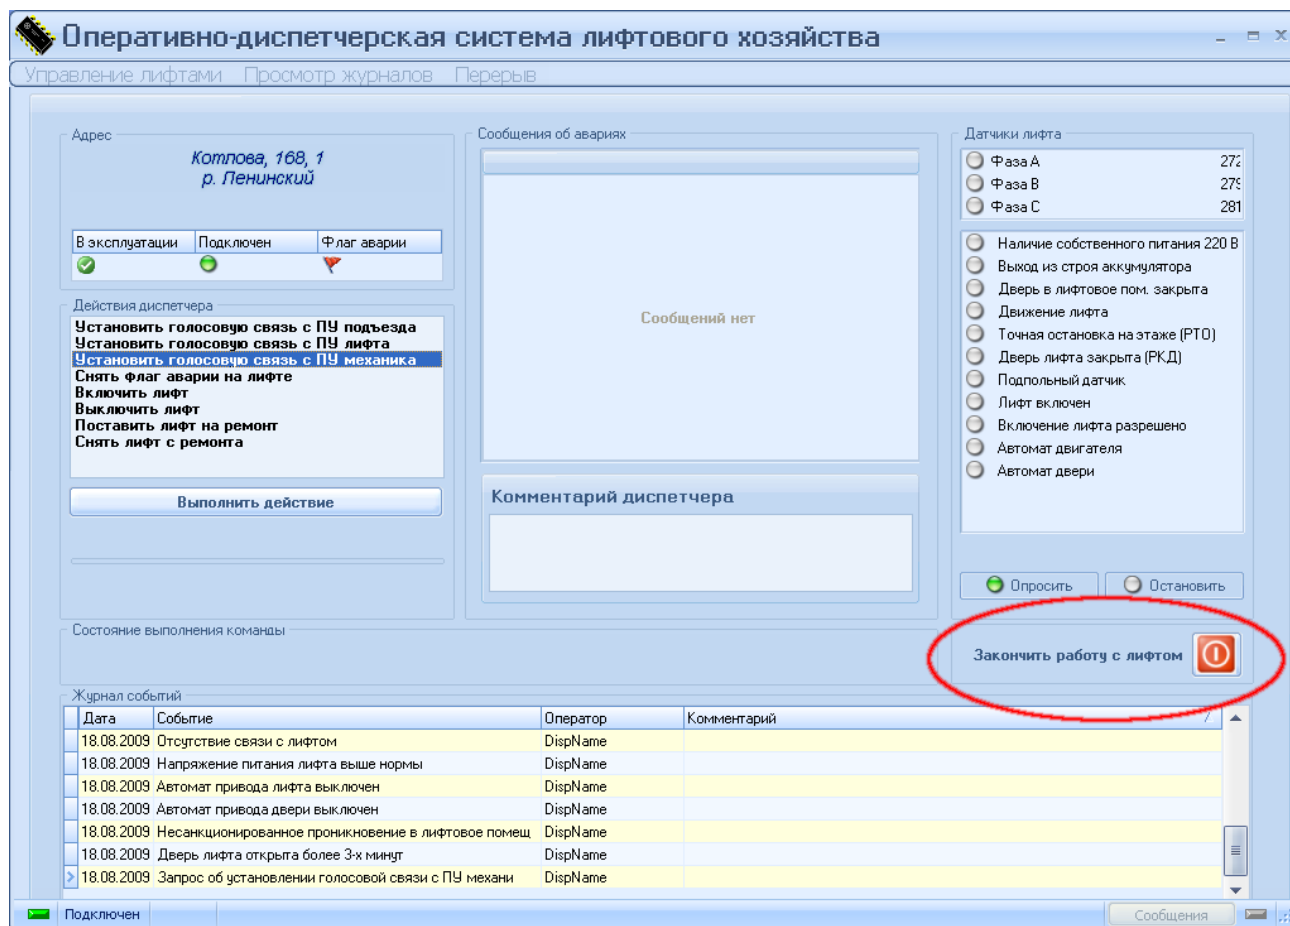 Оперативно-диспетчерская система лифтового хозяйства
Управление лифтами Просмотр журналов Перерыв
Адрес
Котлова, 168, 1
р. Ленинский
В эксплуатации Подключен Флаг аварии
Действия диспетчера
Установить голосовую связь с ПУ подъезда
Установить голосовую связь с ПУ лифта
Установить голосовую связь с ПУ механика
Снять флаг аварии на лифте
Включить лифт
Выключить лифт
Поставить лифт на ремонт
Снять лифт с ремонта
Выполнить действие
Сообщения об авариях
Сообщений нет
Комментарий диспетчера
Датчики лифта
Фаза А 272
Фаза В 279
Фаза С 281
Наличие собственного питания 220 В
Выход из строя аккумулятора
Дверь в лифтовое пом. закрыта
Движение лифта
Точная остановка на этаже (РТО)
Дверь лифта закрыта (РКД)
Подпольный датчик
Лифт включен
Включение лифта разрешено
Автомат двигателя
Автомат двери
Опросить Остановить
Состояние выполнения команды
Закончить работу с лифтом
Журнал событий
Дата Событие Оператор Комментарий
18.08.2009 Отсутствие связи с лифтом DispName
18.08.2009 Напряжение питания лифта выше нормы DispName
18.08.2009 Автомат привода лифта выключен DispName
18.08.2009 Автомат привода двери выключен DispName
18.08.2009 Несанкционированное проникновение в лифтовое помещ DispName
18.08.2009 Дверь лифта открыта более 3-х минут DispName
18.08.2009 Запрос об установлении голосовой связи с ПУ механи DispName
Подключен Сообщения